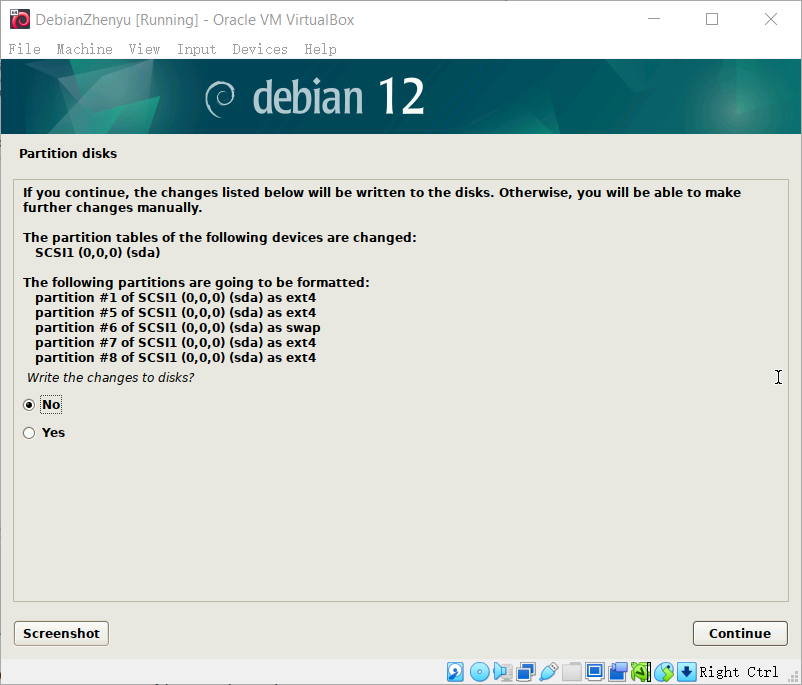 DebianZhenyu [Running] - Oracle VM VirtualBox
File Machine View Input Devices Help
debian 12
Partition disks
If you continue, the changes listed below will be written to the disks. Otherwise, you will be able to make
further changes manually.
The partition tables of the following devices are changed:
SCSI1 (0,0,0) (sda)
The following partitions are going to be formatted:
partition #1 of SCSI1 (0,0,0) (sda) as ext4
partition #5 of SCSI1 (0,0,0) (sda) as ext4
partition #6 of SCSI1 (0,0,0) (sda) as swap
partition #7 of SCSI1 (0,0,0) (sda) as ext4
partition #8 of SCSI1 (0,0,0) (sda) as ext4
Write the changes to disks?
No
Yes
Screenshot
Continue
Right Ctrl